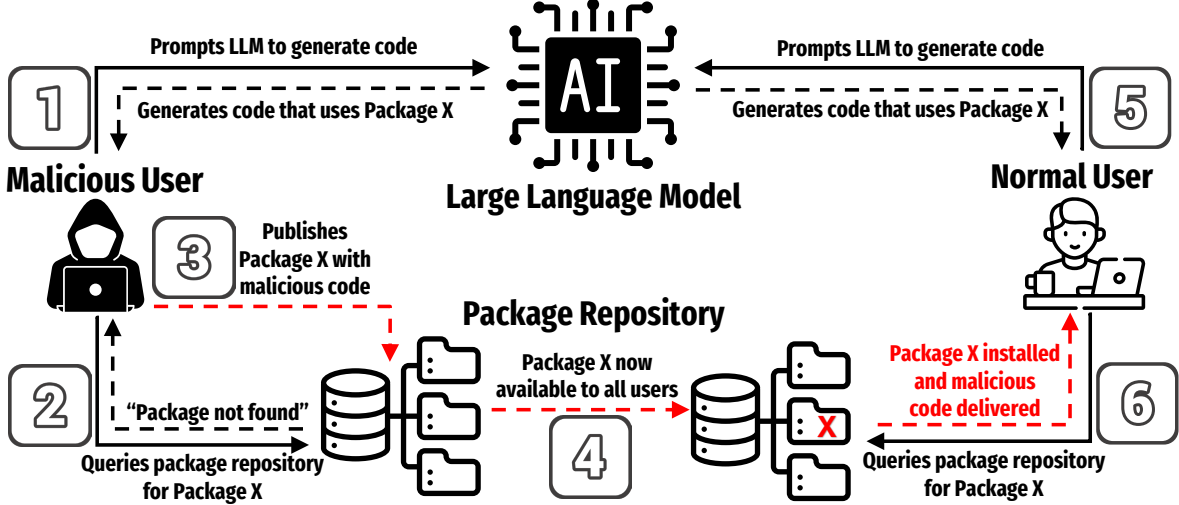 Prompts LLM to generate code
1
Generates code that uses Package X
Malicious User
AI
Large Language Model
Prompts LLM to generate code
5
Generates code that uses Package X
Normal User
3
Publishes
Package X with
malicious code
2
“Package not found”
Queries package repository
for Package X
Package Repository
Package X now
available to all users
4
X
Package X installed
and malicious
code delivered
6
Queries package repository
for Package X